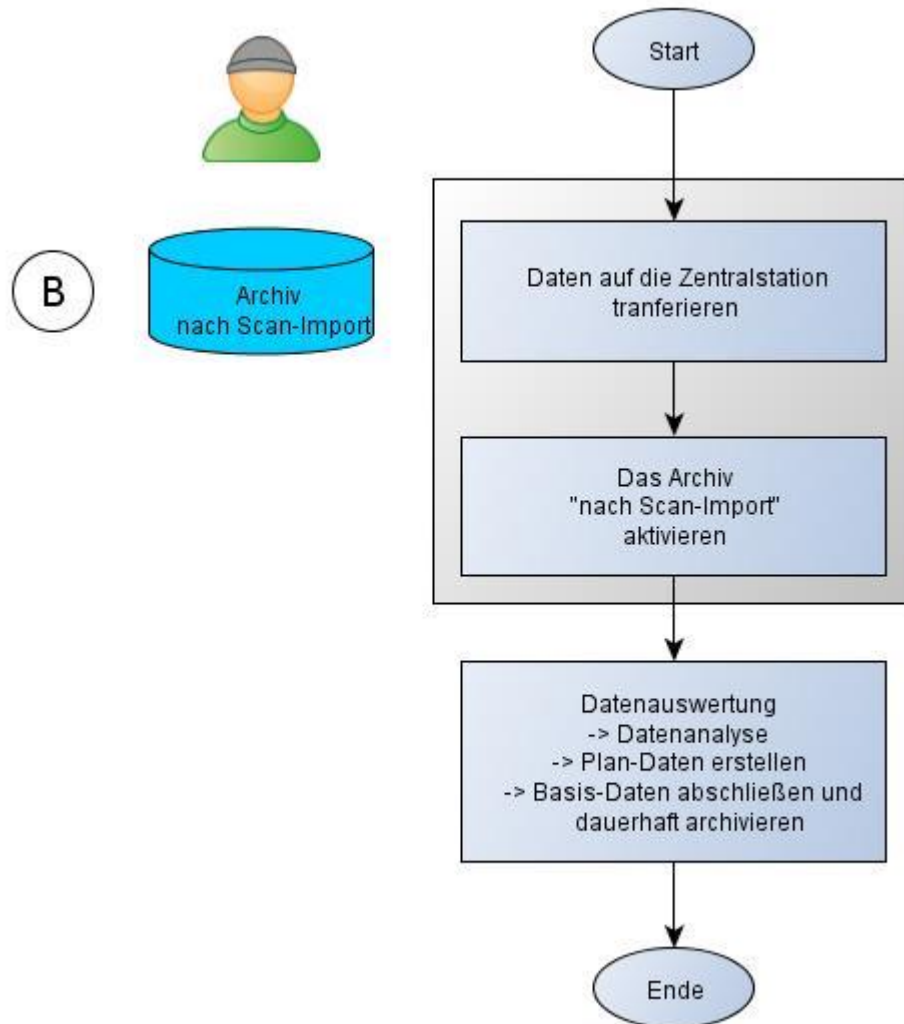 Start
B
Archiv
nach Scan-Import
Daten auf die Zentralstation
tranferieren
Das Archiv
"nach Scan-Import"
aktivieren
Datenauswertung
-> Datenanalyse
-> Plan-Daten erstellen
-> Basis-Daten abschließen und
dauerhaft archivieren
Ende